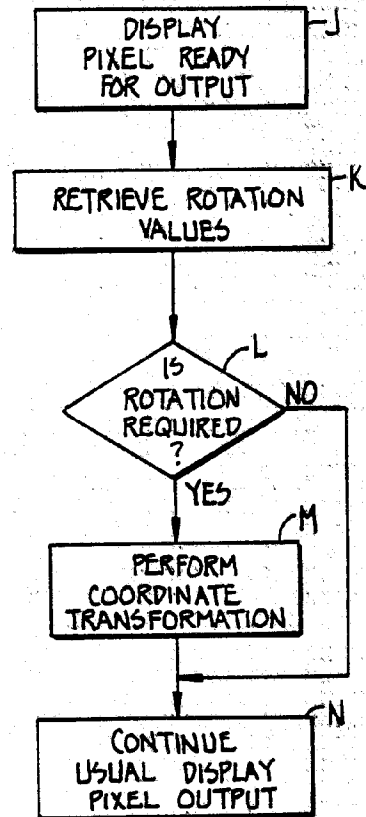 DISPLAY
PIXEL READY
FOR OUTPUT
J
RETRIEVE ROTATION
VALUES
K
IS
ROTATION
REQUIRED
?
L
NO
YES
M
PERFORM
COORDINATE
TRANSFORMATION
N
CONTINUE
USUAL DISPLAY
PIXEL OUTPUT